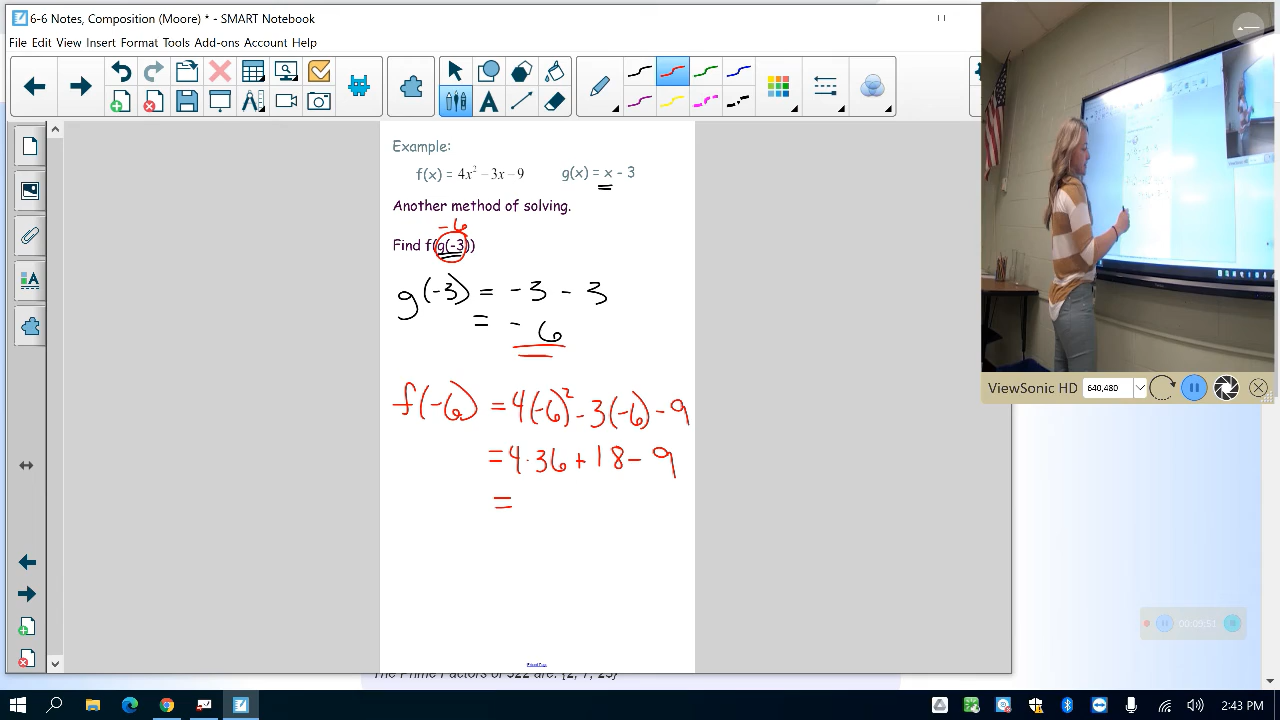 6-6 Notes, Composition (Moore) * - SMART Notebook
File Edit View Insert Format Tools Add-ons Account Help
Example:
f(x) = 4x² − 3x − 9 g(x) = x - 3
Another method of solving.
-6
Find f(g(-3))
g(-3) = -3 - 3
= -6
f(-6) = 4(-6)² - 3(-6) - 9
= 4·36 + 18 - 9
=
ViewSonic HD 640,480
00:09:51
The Prime Factors of 322 are: {2, 7, 23}
2:43 PM